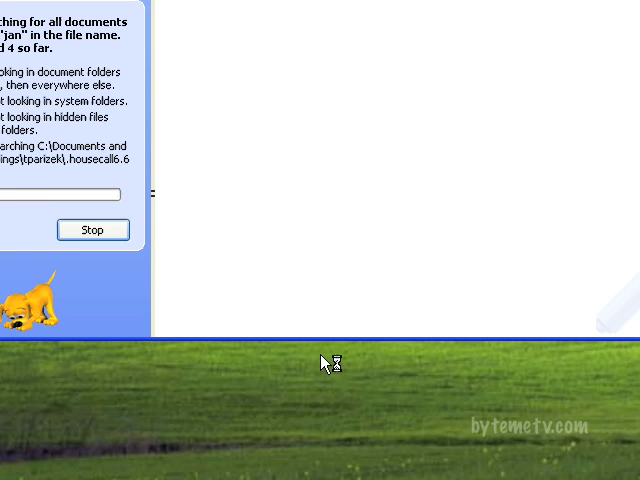 ching for all documents
"jan" in the file name.
d 4 so far.
oking in document folders
, then everywhere else.
t looking in system folders.
t looking in hidden files
folders.
arching C:\Documents and
ings\tparizek\.housecall6.6
Stop
bytemetv.com